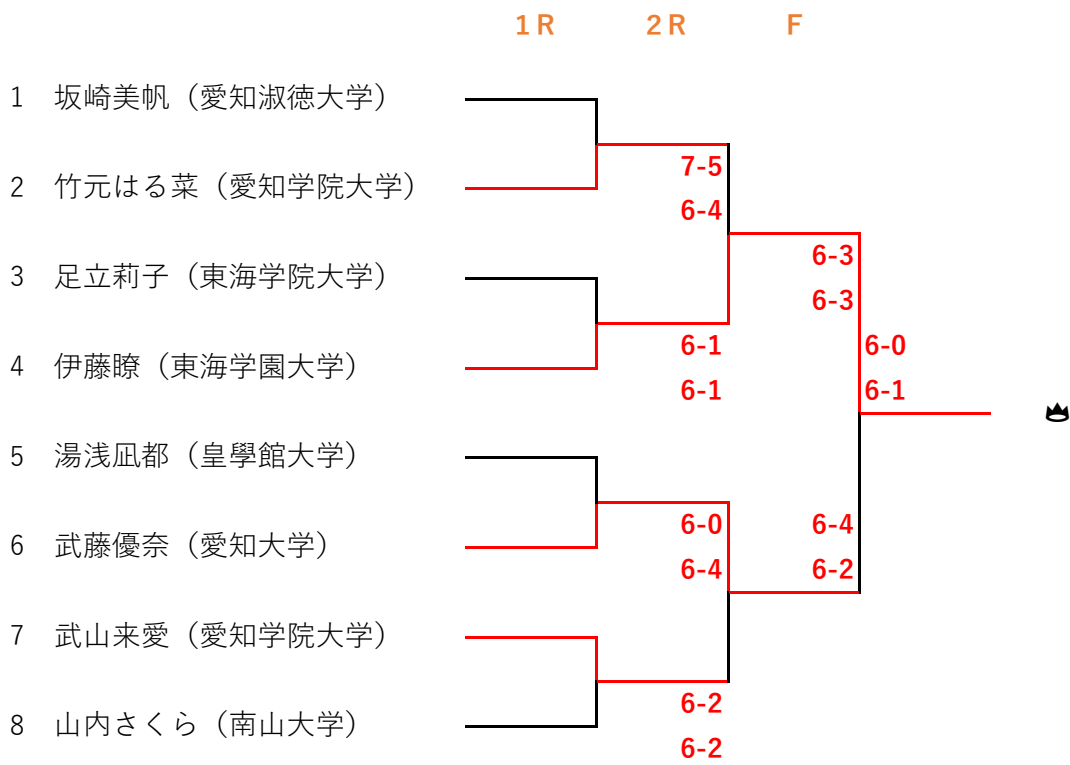 1R 2R F
1 坂崎美帆（愛知淑徳大学）
7-5
2 竹元はる菜（愛知学院大学）
6-4
6-3
3 足立莉子（東海学院大学）
6-3
6-1 6-0
4 伊藤瞭（東海学園大学）
6-1 6-1
5 湯浅凪都（皇學館大学）
6-0 6-4
6 武藤優奈（愛知大学）
6-4 6-2
7 武山来愛（愛知学院大学）
6-2
8 山内さくら（南山大学）
6-2